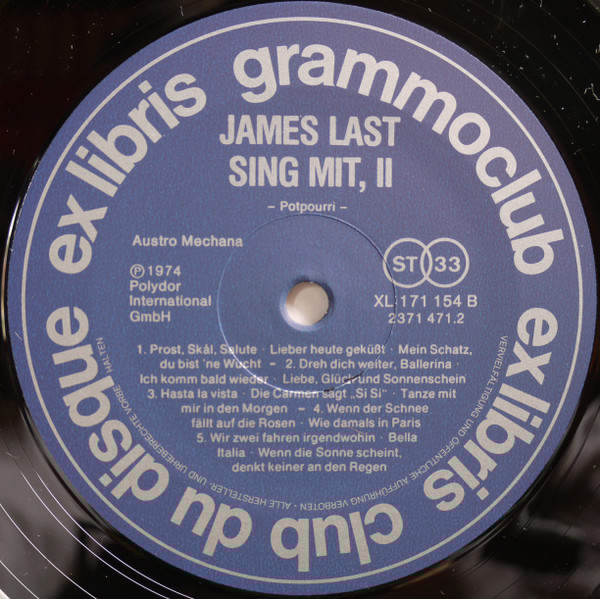 ex libris grammoclub ex libris club du disque
JAMES LAST
SING MIT, II
– Potpourri –
Austro Mechana
℗ 1974
Polydor
International
GmbH
ST 33
XL 171 154 B
2371 471.2
1. Prost, Skål, Salute · Lieber heute geküßt · Mein Schatz,
du bist 'ne Wucht – 2. Dreh dich weiter, Ballerina ·
Ich komm bald wieder · Liebe, Glück und Sonnenschein
3. Hasta la vista · Die Carmen sagt „Si Si“ · Tanze mit
mir in den Morgen – 4. Wenn der Schnee
fällt auf die Rosen · Wie damals in Paris
5. Wir zwei fahren irgendwohin · Bella
Italia · Wenn die Sonne scheint,
denkt keiner an den Regen
VERVIELFÄLTIGUNG UND ÖFFENTLICHE AUFFÜHRUNG VERBOTEN · ALLE HERSTELLER- UND URHEBERRECHTE VORBEHALTEN